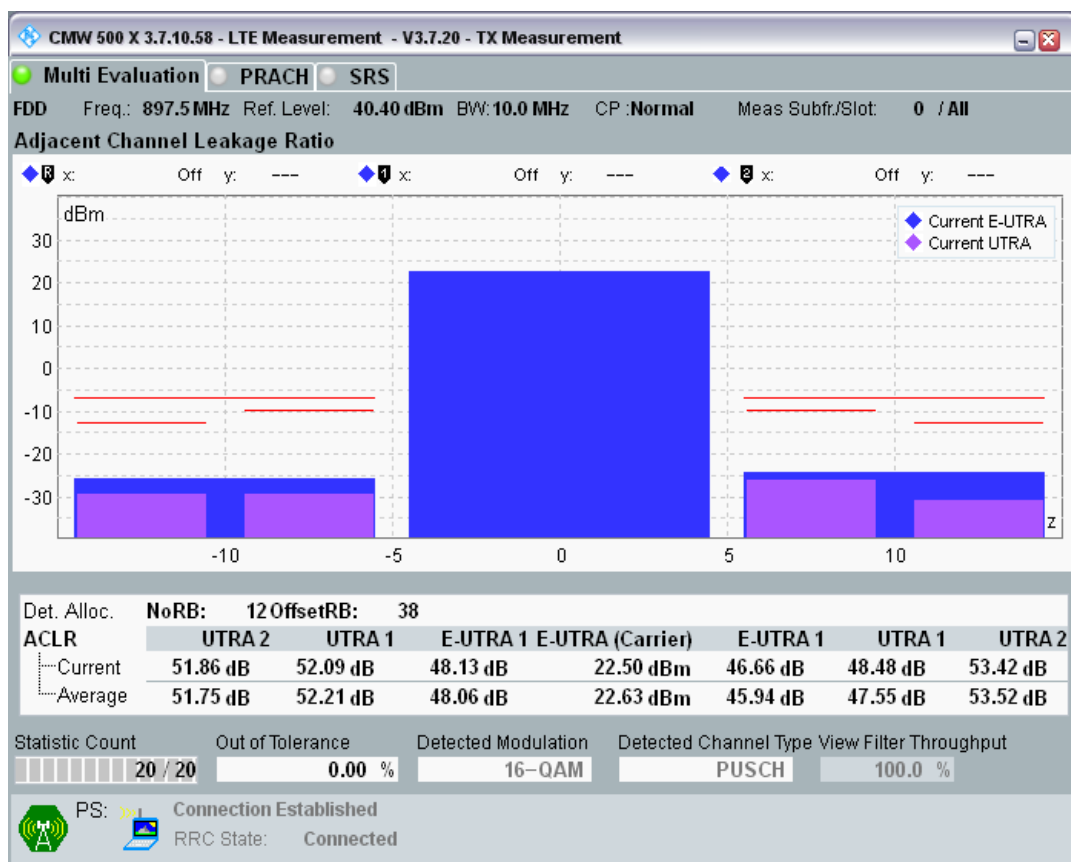 CMW 500 X 3.7.10.58 - LTE Measurement - V3.7.20 - TX Measurement
Multi Evaluation PRACH SRS
FDD Freq.: 897.5 MHz Ref. Level: 40.40 dBm BW: 10.0 MHz CP :Normal Meas Subfr./Slot: 0 / All
Adjacent Channel Leakage Ratio
R x: Off y: --- 1 x: Off y: --- 2 x: Off y: ---
dBm
Current E-UTRA
Current UTRA
30
20
10
0
-10
-20
-30
z
-10 -5 0 5 10
Det. Alloc. NoRB: 12 OffsetRB: 38
ACLR UTRA 2 UTRA 1 E-UTRA 1 E-UTRA (Carrier) E-UTRA 1 UTRA 1 UTRA 2
Current 51.86 dB 52.09 dB 48.13 dB 22.50 dBm 46.66 dB 48.48 dB 53.42 dB
Average 51.75 dB 52.21 dB 48.06 dB 22.63 dBm 45.94 dB 47.55 dB 53.52 dB
Statistic Count Out of Tolerance Detected Modulation Detected Channel Type View Filter Throughput
20 / 20 0.00 % 16-QAM PUSCH 100.0 %
PS: Connection Established
RRC State: Connected